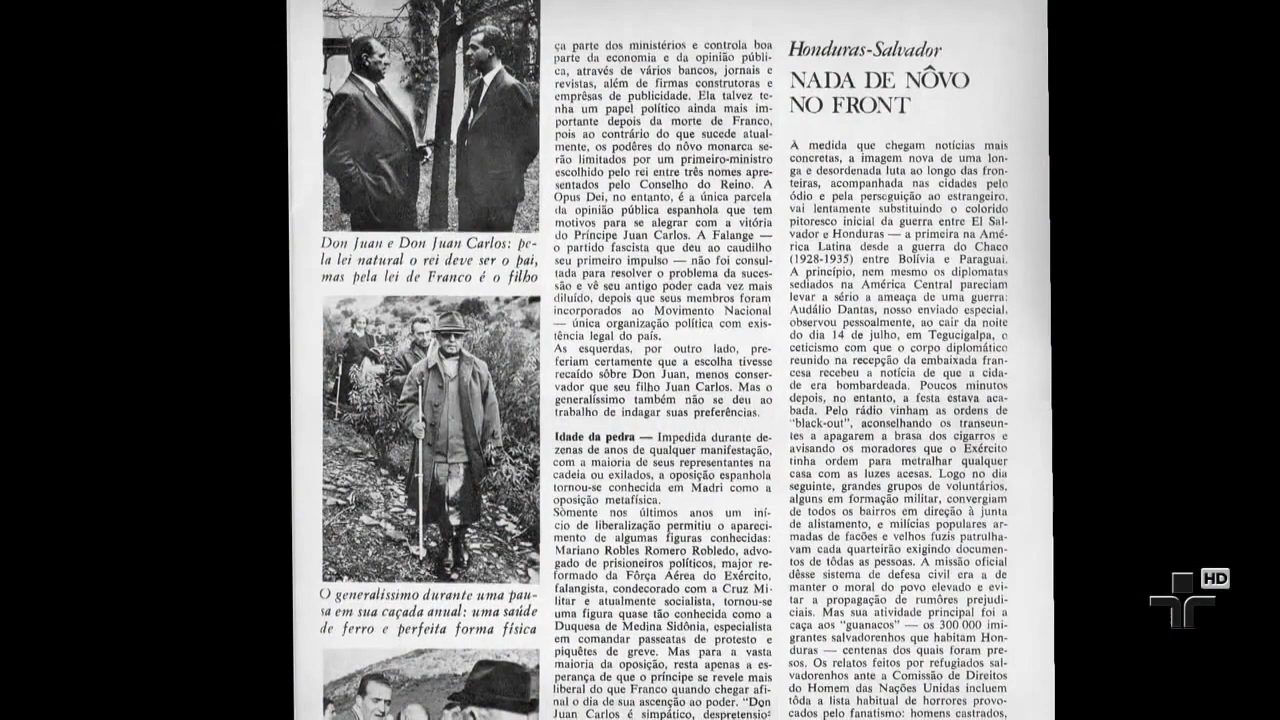 Don Juan e Don Juan Carlos: pe-
la lei natural o rei deve ser o pai,
mas pela lei de Franco é o filho
O generalíssimo durante uma pau-
sa em sua caçada anual: uma saúde
de ferro e perfeita forma física
ça parte dos ministérios e controla boa
parte da economia e da opinião públi-
ca, através de vários bancos, jornais e
revistas, além de firmas construtoras e
emprêsas de publicidade. Ela talvez te-
nha um papel político ainda mais im-
portante depois da morte de Franco,
pois ao contrário do que sucede atual-
mente, os podêres do nôvo monarca se-
rão limitados por um primeiro-ministro
escolhido pelo rei entre três nomes apre-
sentados pelo Conselho do Reino. A
Opus Dei, no entanto, é a única parcela
da opinião pública espanhola que tem
motivos para se alegrar com a vitória
do Príncipe Juan Carlos. A Falange —
o partido fascista que deu ao caudilho
seu primeiro impulso — não foi consul-
tada para resolver o problema da suces-
são e vê seu antigo poder cada vez mais
diluído, depois que seus membros foram
incorporados ao Movimento Nacional
— única organização política com exis-
tência legal do país.
As esquerdas, por outro lado, pre-
feriam certamente que a escolha tivesse
recaído sôbre Don Juan, menos conser-
vador que seu filho Juan Carlos. Mas o
generalíssimo também não se deu ao
trabalho de indagar suas preferências.
Idade da pedra — Impedida durante de-
zenas de anos de qualquer manifestação,
com a maioria de seus representantes na
cadeia ou exilados, a oposição espanhola
tornou-se conhecida em Madri como a
oposição metafísica.
Sòmente nos últimos anos um iní-
cio de liberalização permitiu o apareci-
mento de algumas figuras conhecidas:
Mariano Robles Romero Robledo, advo-
gado de prisioneiros políticos, major re-
formado da Fôrça Aérea do Exército,
falangista, condecorado com a Cruz Mi-
litar e atualmente socialista, tornou-se
uma figura quase tão conhecida como a
Duquesa de Medina Sidônia, especialista
em comandar passeatas de protesto e
piquêtes de greve. Mas para a vasta
maioria da oposição, resta apenas a es-
perança de que o príncipe se revele mais
liberal do que Franco quando chegar afi-
nal o dia de sua ascenção ao poder. "Don
Juan Carlos é simpático, despretensio-
Honduras-Salvador
NADA DE NÔVO
NO FRONT
À medida que chegam notícias mais
concretas, a imagem nova de uma lon-
ga e desordenada luta ao longo das fron-
teiras, acompanhada nas cidades pelo
ódio e pela perseguição ao estrangeiro,
vai lentamente substituindo o colorido
pitoresco inicial da guerra entre El Sal-
vador e Honduras — a primeira na Amé-
rica Latina desde a guerra do Chaco
(1928-1935) entre Bolívia e Paraguai.
A princípio, nem mesmo os diplomatas
sediados na América Central pareciam
levar a sério a ameaça de uma guerra:
Audálio Dantas, nosso enviado especial,
observou pessoalmente, ao cair da noite
do dia 14 de julho, em Tegucigalpa, o
ceticismo com que o corpo diplomático
reunido na recepção da embaixada fran-
cesa recebeu a notícia de que a cida-
de era bombardeada. Poucos minutos
depois, no entanto, a festa estava aca-
bada. Pelo rádio vinham as ordens de
"black-out", aconselhando os transeun-
tes a apagarem a brasa dos cigarros e
avisando os moradores que o Exército
tinha ordem para metralhar qualquer
casa com as luzes acesas. Logo no dia
seguinte, grandes grupos de voluntários,
alguns em formação militar, convergiam
de todos os bairros em direção à junta
de alistamento, e milícias populares ar-
madas de facões e velhos fuzis patrulha-
vam cada quarteirão exigindo documen-
tos de tôdas as pessoas. A missão oficial
dêsse sistema de defesa civil era a de
manter o moral do povo elevado e evi-
tar a propagação de rumôres prejudi-
ciais. Mas sua atividade principal foi a
caça aos "guanacos" — os 300 000 imi-
grantes salvadorenhos que habitam Hon-
duras — centenas dos quais foram pre-
sos. Os relatos feitos por refugiados sal-
vadorenhos ante a Comissão de Direitos
do Homem das Nações Unidas incluem
tôda a lista habitual de horrores provo-
cados pelo fanatismo: homens castrados,
HD